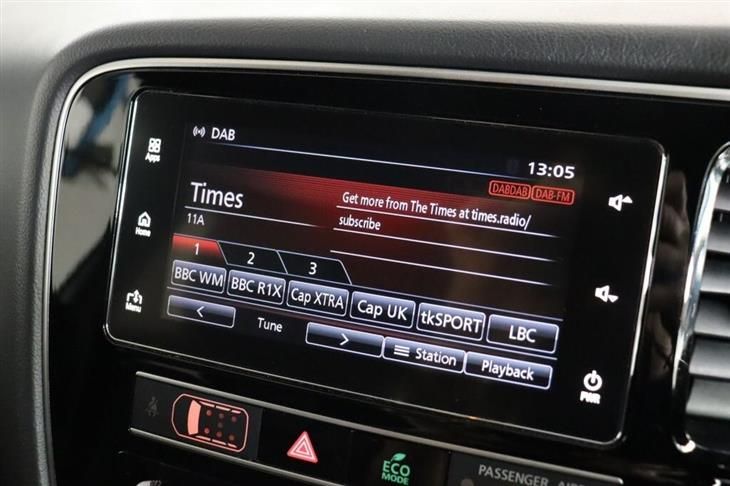 DAB
13:05
DABDAB DAB-FM
Times
Get more from The Times at times.radio/
subscribe
11A
1 2 3
BBC WM BBC R1X Cap XTRA Cap UK tkSPORT LBC
< Tune > Station Playback
Apps
Home
Menu
PWR
ECO
MODE
PASSENGER